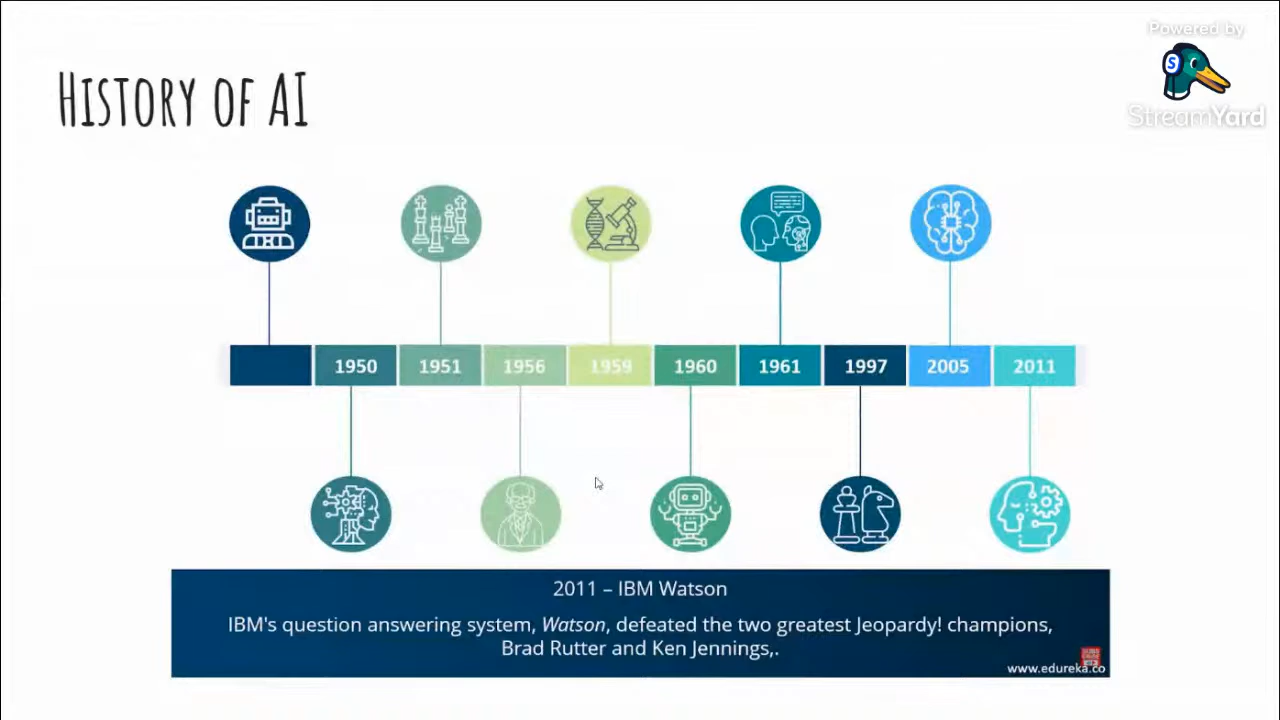 Powered by
StreamYard
HISTORY OF AI
1950
1951
1956
1959
1960
1961
1997
2005
2011
2011 – IBM Watson
IBM's question answering system, Watson, defeated the two greatest Jeopardy! champions,
Brad Rutter and Ken Jennings,.
www.edureka.co